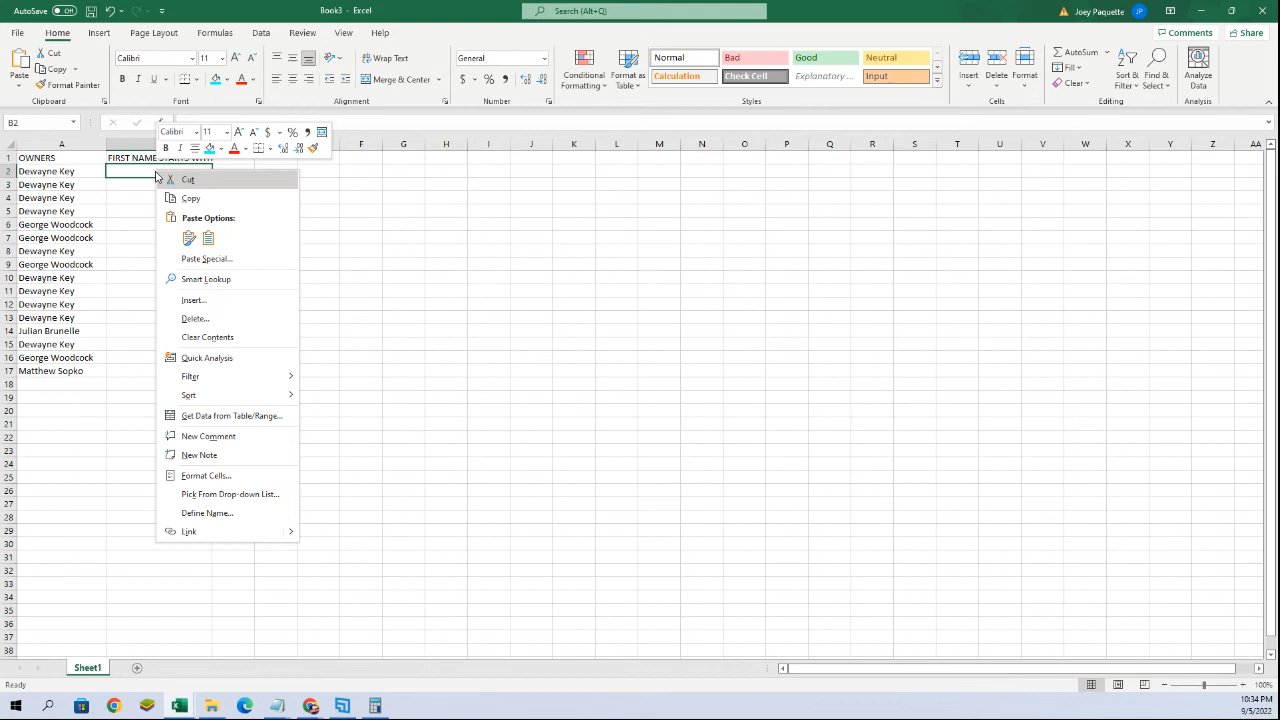 AutoSave Off Book3 - Excel Search (Alt+Q) Joey Paquette JP
File Home Insert Page Layout Formulas Data Review View Help Comments Share
Paste Cut Copy Format Painter Clipboard
Calibri 11 B I U Font
Wrap Text Merge & Center Alignment
General $ % Number
Conditional Formatting Format as Table Normal Bad Good Neutral Calculation Check Cell Explanatory ... Input Styles
Insert Delete Format Cells
AutoSum Fill Clear Sort & Filter Find & Select Editing
Analyze Data Analysis
B2
Calibri 11 $ %
B I
A F G H I J K L M N O P Q R S T U V W X Y Z AA
1 OWNERS FIRST NAME STARTS WITH
2 Dewayne Key
3 Dewayne Key
4 Dewayne Key
5 Dewayne Key
6 George Woodcock
7 George Woodcock
8 Dewayne Key
9 George Woodcock
10 Dewayne Key
11 Dewayne Key
12 Dewayne Key
13 Dewayne Key
14 Julian Brunelle
15 Dewayne Key
16 George Woodcock
17 Matthew Sopko
18
19
20
21
22
23
24
25
26
27
28
29
30
31
32
33
34
35
36
37
38
Cut
Copy
Paste Options:
Paste Special...
Smart Lookup
Insert...
Delete...
Clear Contents
Quick Analysis
Filter
Sort
Get Data from Table/Range...
New Comment
New Note
Format Cells...
Pick From Drop-down List...
Define Name...
Link
Sheet1
Ready 100%
10:34 PM
9/5/2022